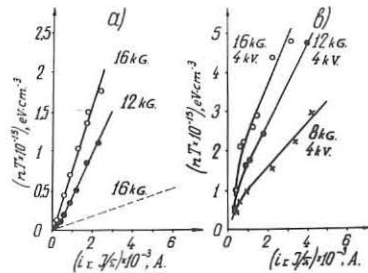 a)
(nT×10⁻¹⁵), eV·cm⁻³
2.5
2
1.5
1
0.5
0
16kG.
12kG.
16kG.
0 2 4 6
×10⁻³, A.
в)
(nT×10⁻¹⁵), eV·cm⁻³
5
4
3
2
1
0
16kG.
4kV.
12kG.
4kV.
8kG.
4kV.
0 2 4 6
×10⁻³, A.